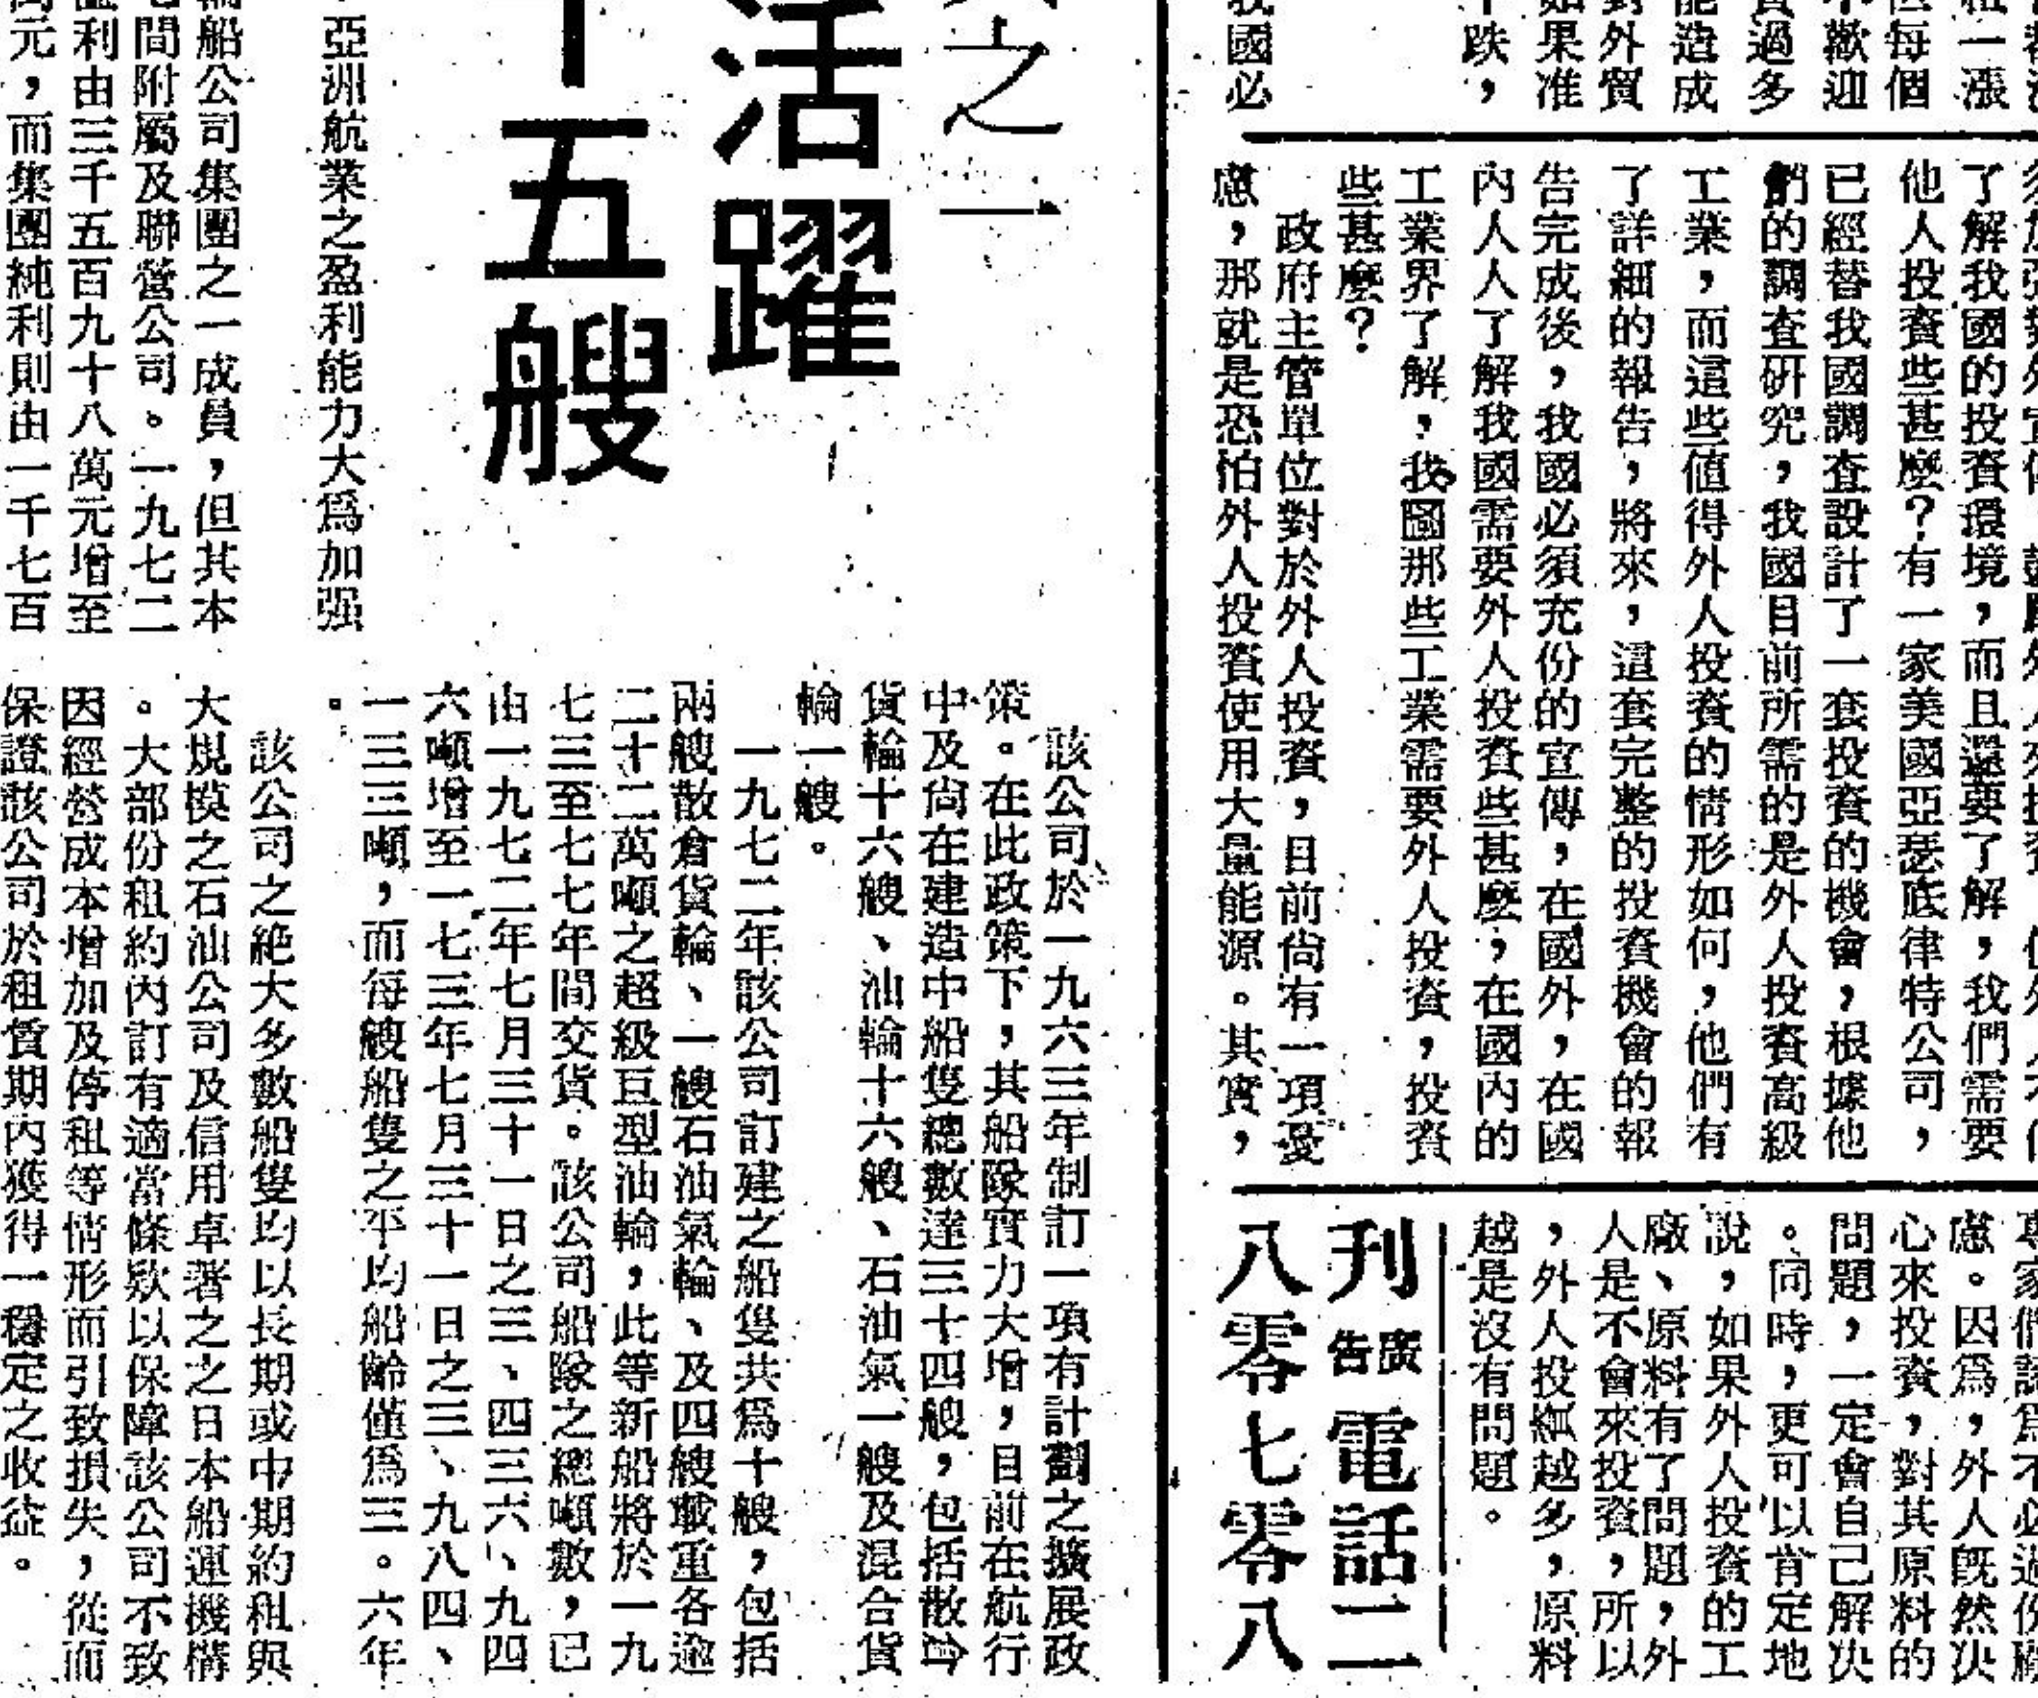 一漲
每個
歡迎
過多
造成
外資
如果准
下跌，
我國必
了解我國的投資環境，而且還要了解，我們需要
他人投資些甚麼？有一家美國亞瑟底律特公司，
已經替我國調查設計了一套投資的機會，根據他
們的調查研究，我國目前所需的是外人投資高級
工業，而這些值得外人投資的情形如何，他們有
了詳細的報告，將來，這套完整的投資機會的報
告完成後，我國必須充份的宣傳，在國外，在國
內人人了解我國需要外人投資些甚麼，在國內的
工業界了解，我國那些工業需要外人投資，投資
些甚麼？
政府主管單位對於外人投資，目前尚有一項憂
慮，那就是恐怕外人投資使用大量能源。其實，
專家們認爲不必過份顧
慮。因爲，外人既然決
心來投資，對其原料的
問題，一定會自己解決
。同時，更可以肯定地
說，如果外人投資的工
廠、原料有了問題，外
人是不會來投資，所以
，外人投資越多，原料
越是沒有問題。
刊廣告電話二
八零七零八
之一
活躍
十五艘
亞洲航業之盈利能力大爲加强
輪船公司集團之一成員，但其本
間附屬及聯營公司。一九七二
盈利由三千五百九十八萬元增至
萬元，而集團純利則由一千七百
該公司於一九六三年制訂一項有計劃之擴展政
策。在此政策下，其船隊實力大增，目前在航行
中及尙在建造中船隻總數達三十四艘，包括散艙
貨輪十六艘、油輪十六艘、石油氣一艘及混合貨
輪一艘。
一九七二年該公司訂建之船隻共爲十艘，包括
兩艘散倉貨輪、一艘石油氣輪、及四艘載重各逾
二十二萬噸之超級巨型油輪，此等新船將於一九
七三至七七年間交貨。該公司船隊之總噸數，已
由一九七二年七月三十一日之三、四三六、九四
六噸增至一七三年七月三十一日之三、九八四、
一三三噸，而每艘船隻之平均船齡僅爲三。六年
。
該公司之絕大多數船隻均以長期或中期約租與
大規模之石油公司及信用卓著之之日本船運機構
。大部份租約內訂有適當條欵以保障該公司不致
因經營成本增加及停租等情形而引致損失，從而
保證該公司於租賃期內獲得一穩定之收益。